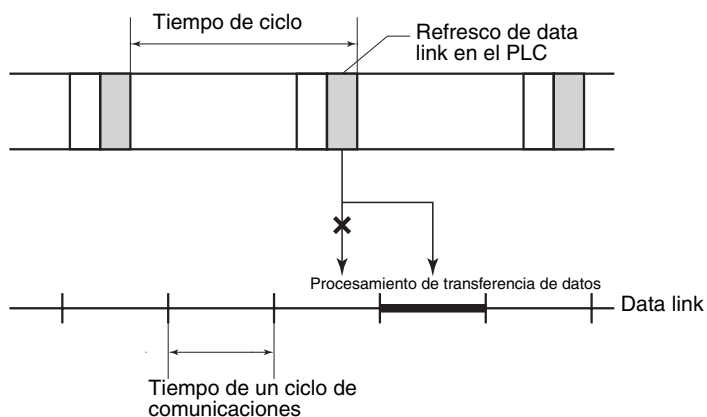 Tiempo de ciclo
Refresco de data
link en el PLC
Procesamiento de transferencia de datos
Data link
Tiempo de un ciclo de
comunicaciones